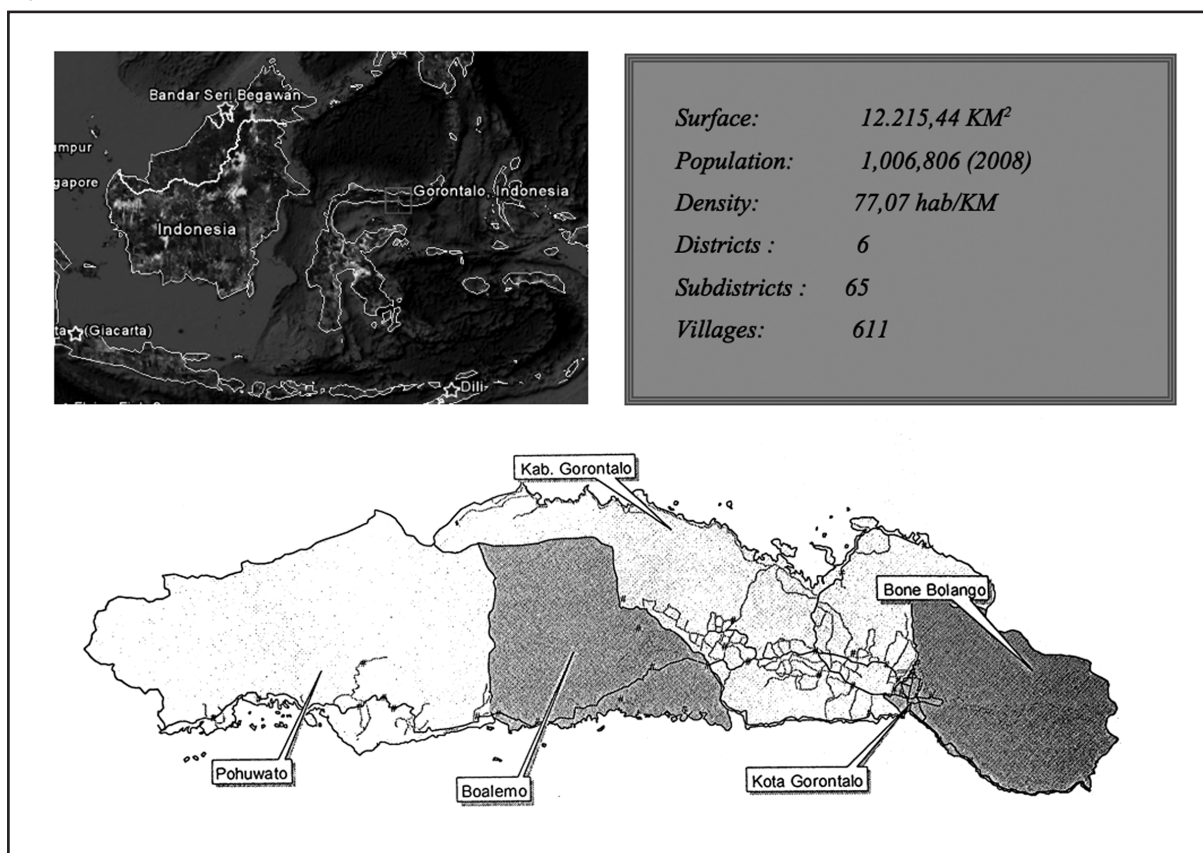 Bandar Seri Begawan
umpur
gapore
Gorontalo, Indonesia
Indonesia
ta (Giacarta)
Dili
Surface: 12.215,44 KM²
Population: 1,006,806 (2008)
Density: 77,07 hab/KM
Districts : 6
Subdistricts : 65
Villages: 611
Kab. Gorontalo
Bone Bolango
Pohuwato
Boalemo
Kota Gorontalo